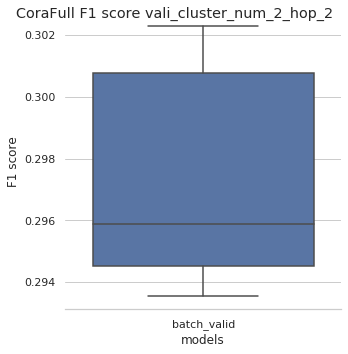 CoraFull F1 score vali_cluster_num_2_hop_2
0.302
0.300
0.298
0.296
0.294
F1 score
batch_valid
models